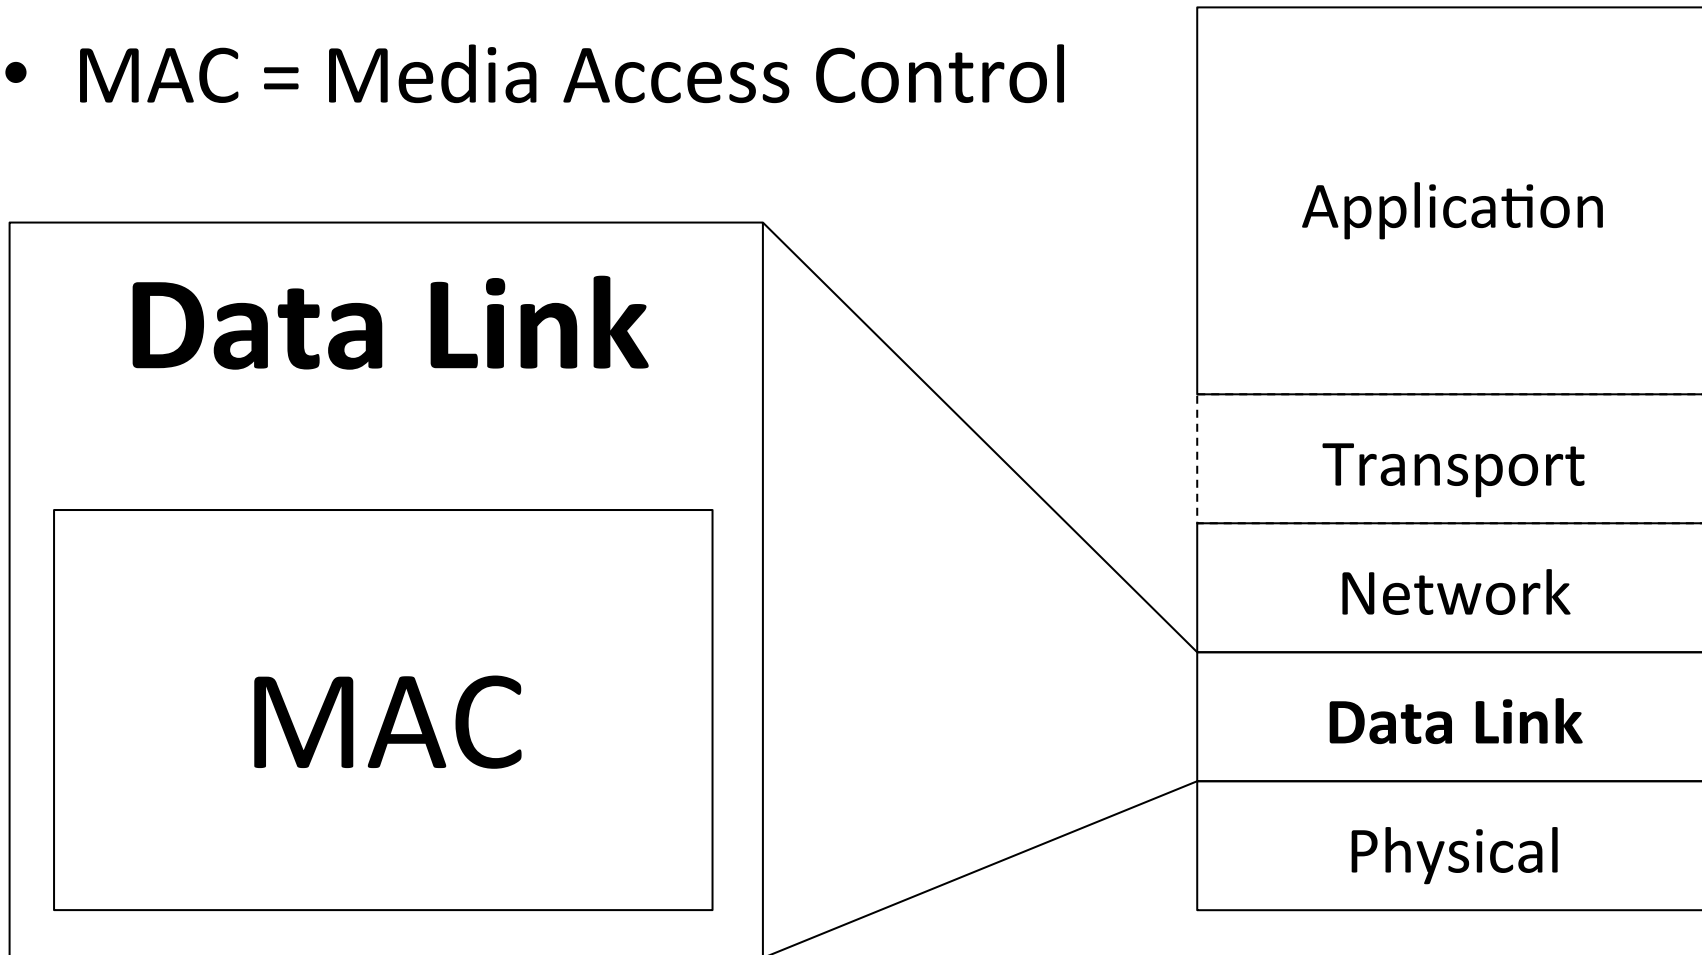 • MAC = Media Access Control
Data Link
MAC
Application
Transport
Network
Data Link
Physical